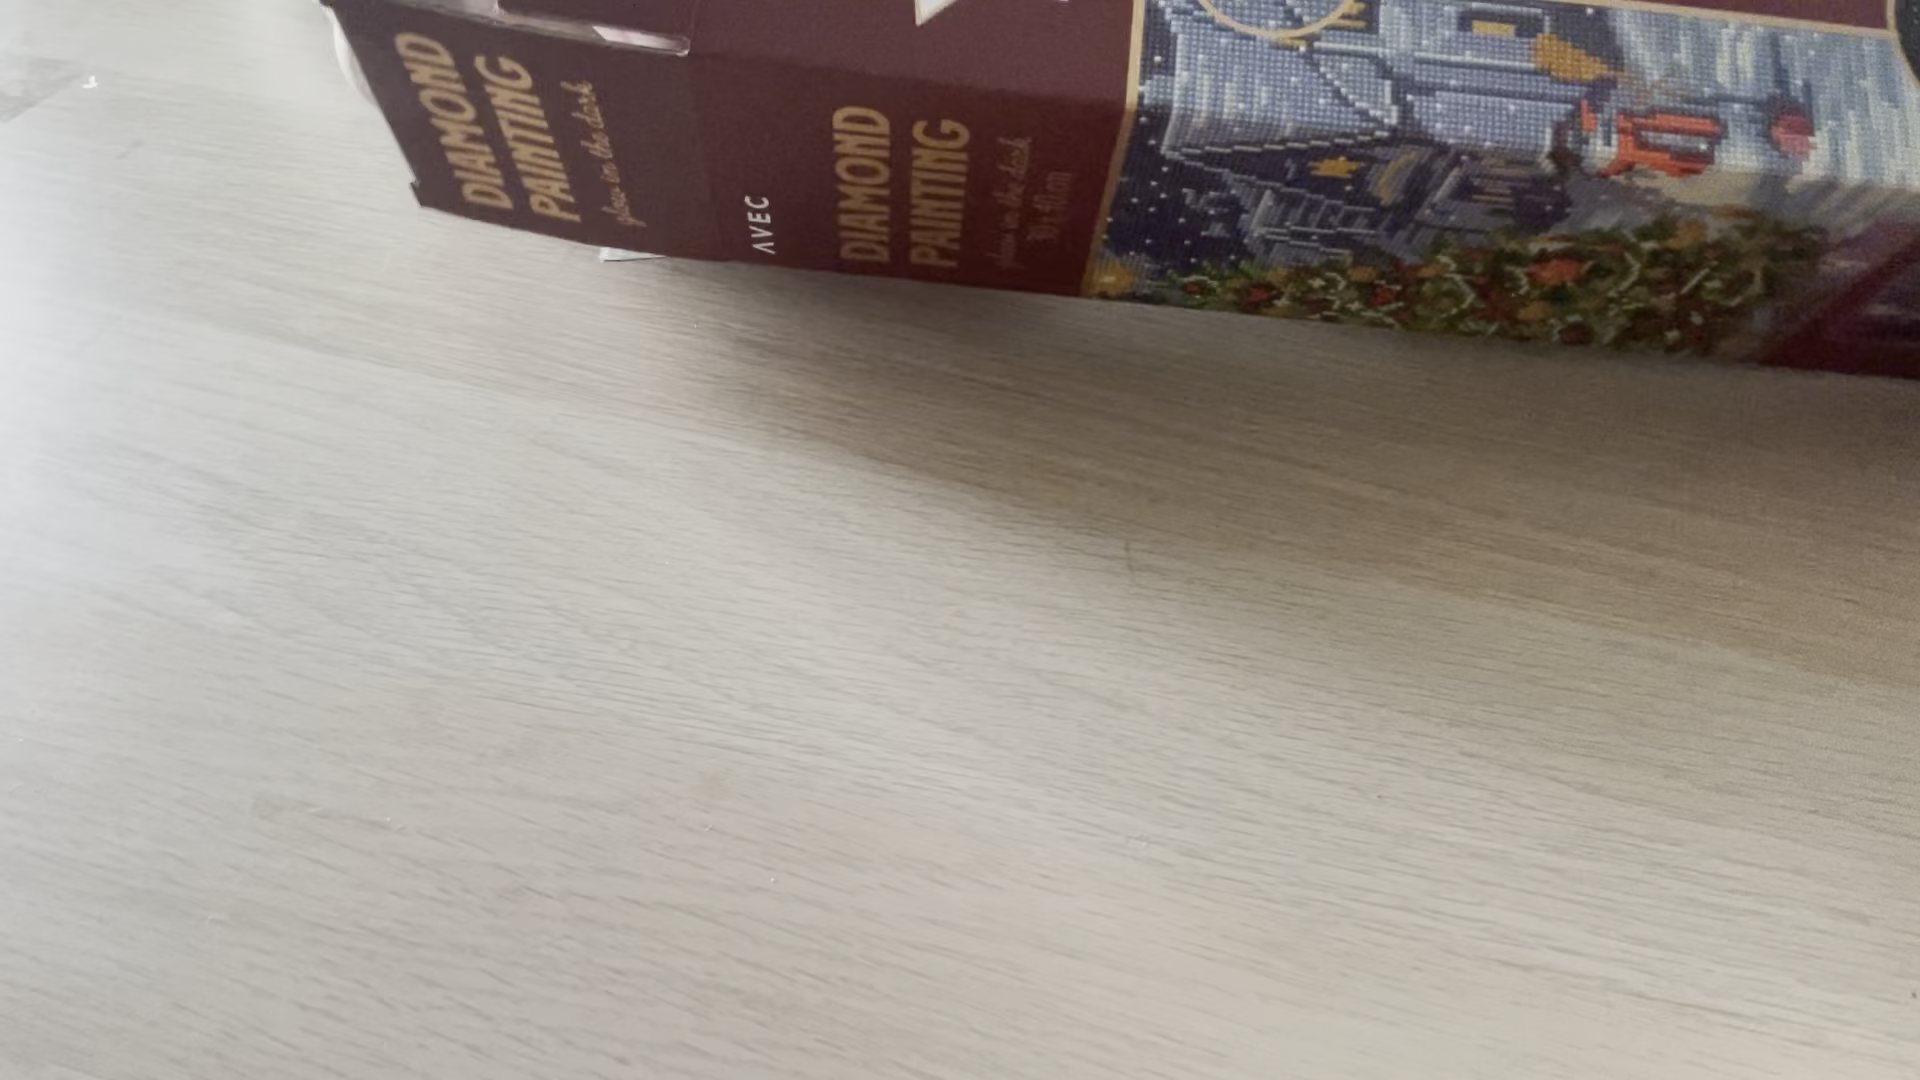 DIAMOND
PAINTING
glow in the dark
AVEC
DIAMOND
PAINTING
glow in the dark